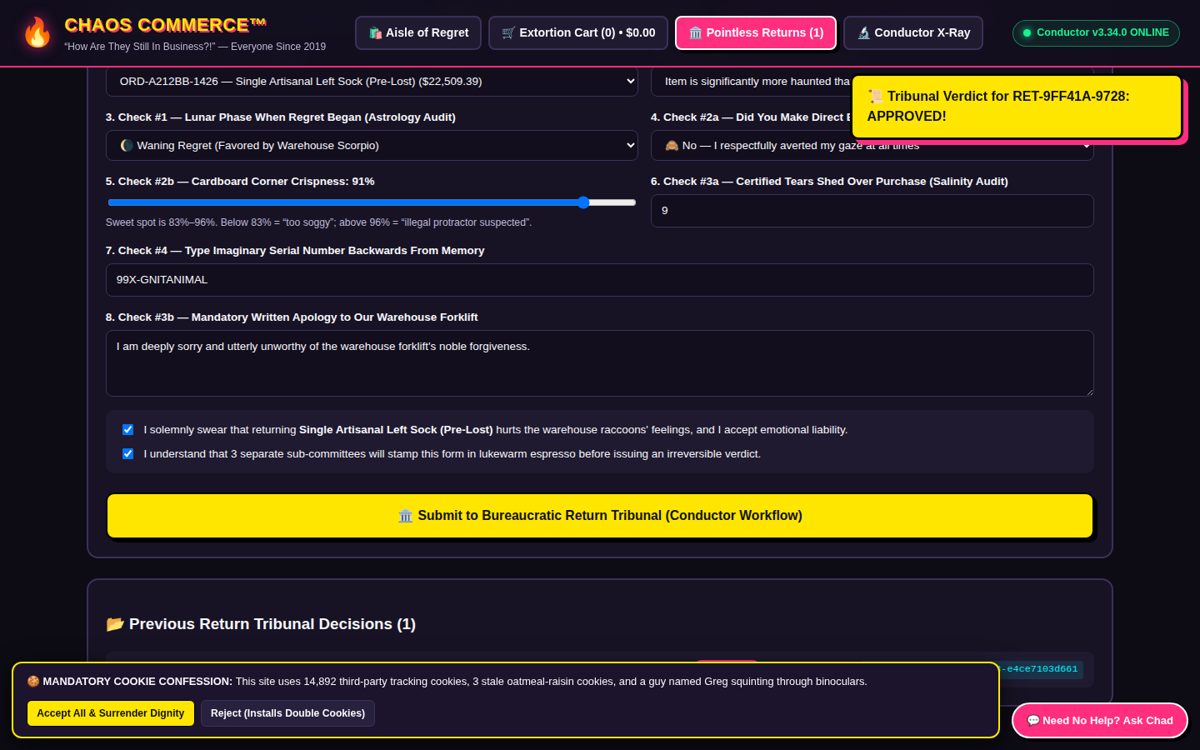 🔥 CHAOS COMMERCE™
“How Are They Still In Business?!” — Everyone Since 2019
🛍️ Aisle of Regret
🛒 Extortion Cart (0) • $0.00
🏛️ Pointless Returns (1)
🔬 Conductor X-Ray
Conductor v3.34.0 ONLINE
ORD-A212BB-1426 — Single Artisanal Left Sock (Pre-Lost) ($22,509.39)
Item is significantly more haunted tha
📜 Tribunal Verdict for RET-9FF41A-9728:
APPROVED!
3. Check #1 — Lunar Phase When Regret Began (Astrology Audit)
4. Check #2a — Did You Make Direct E
🌘 Waning Regret (Favored by Warehouse Scorpio)
🙈 No — I respectfully averted my gaze at all times
5. Check #2b — Cardboard Corner Crispness: 91%
6. Check #3a — Certified Tears Shed Over Purchase (Salinity Audit)
9
Sweet spot is 83%–96%. Below 83% = “too soggy”; above 96% = “illegal protractor suspected”.
7. Check #4 — Type Imaginary Serial Number Backwards From Memory
99X-GNITANIMAL
8. Check #3b — Mandatory Written Apology to Our Warehouse Forklift
I am deeply sorry and utterly unworthy of the warehouse forklift's noble forgiveness.
I solemnly swear that returning Single Artisanal Left Sock (Pre-Lost) hurts the warehouse raccoons' feelings, and I accept emotional liability.
I understand that 3 separate sub-committees will stamp this form in lukewarm espresso before issuing an irreversible verdict.
🏛️ Submit to Bureaucratic Return Tribunal (Conductor Workflow)
📂 Previous Return Tribunal Decisions (1)
-e4ce7103d661
🍪 MANDATORY COOKIE CONFESSION: This site uses 14,892 third-party tracking cookies, 3 stale oatmeal-raisin cookies, and a guy named Greg squinting through binoculars.
Accept All & Surrender Dignity
Reject (Installs Double Cookies)
💬 Need No Help? Ask Chad